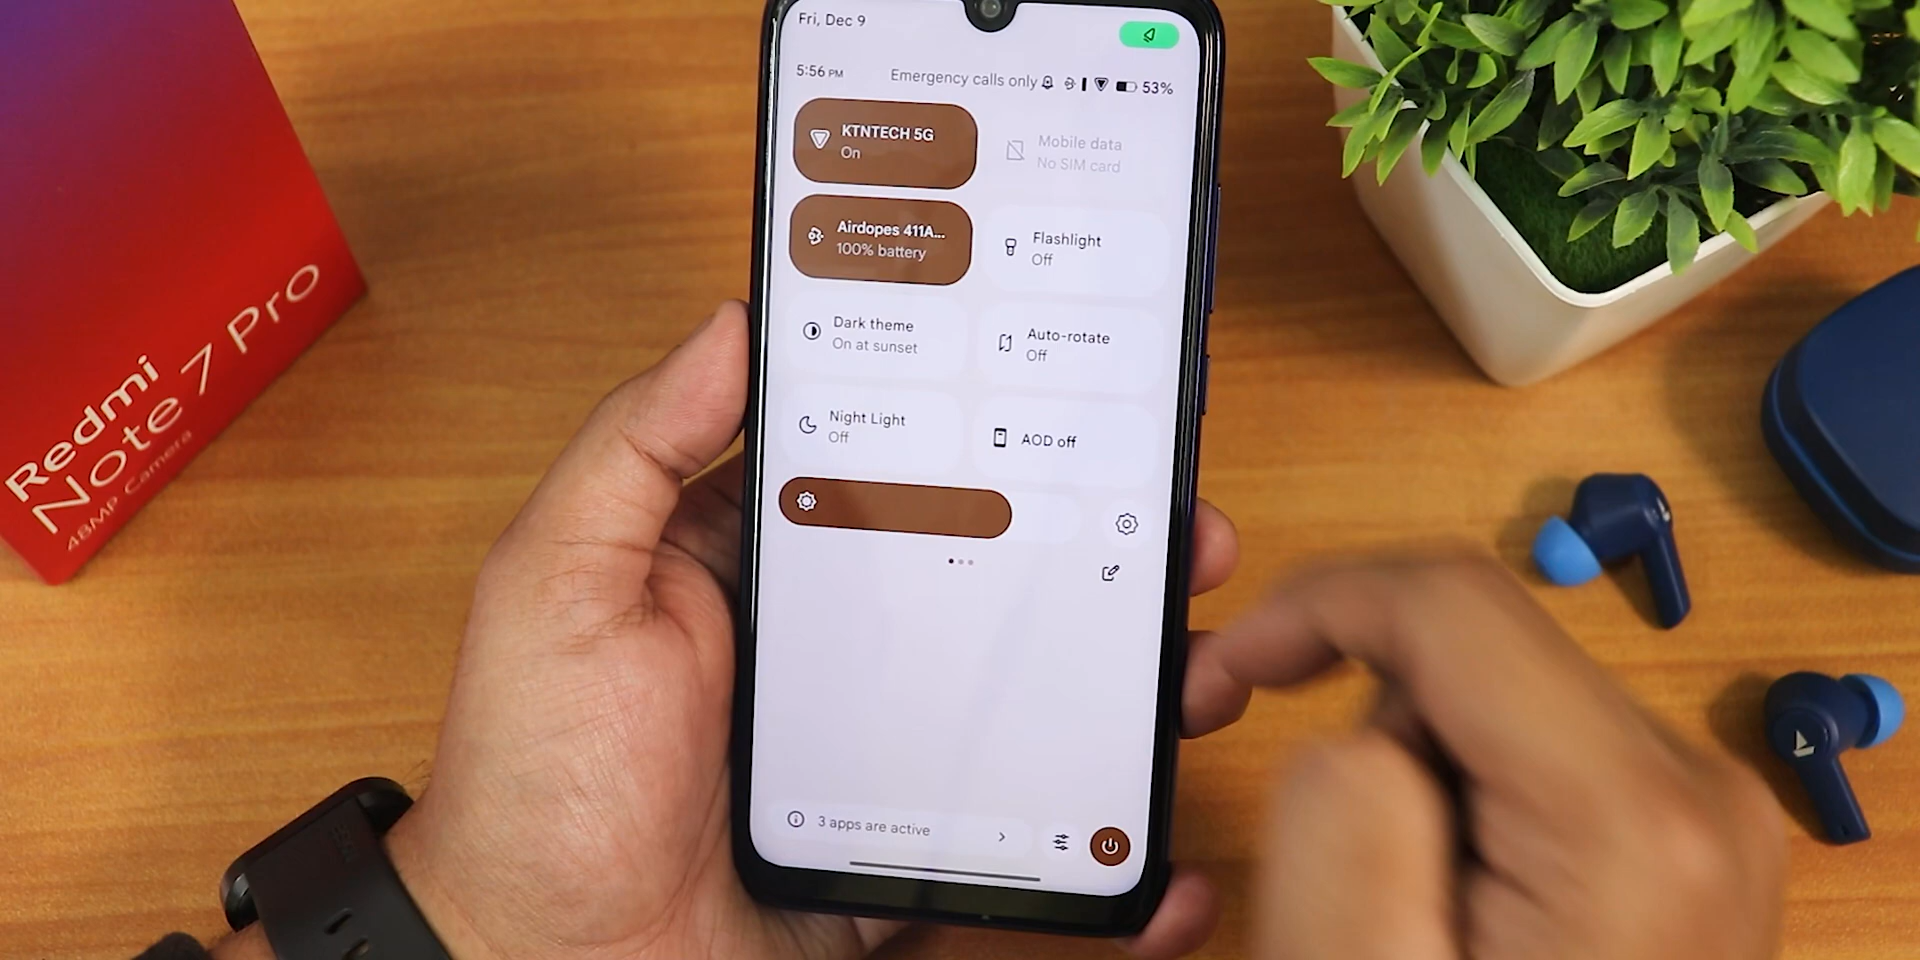 Fri, Dec 9
5:56 PM
Emergency calls only
53%
KTNTECH 5G
On
Mobile data
No SIM card
Airdopes 411A...
100% battery
Flashlight
Off
Dark theme
On at sunset
Auto-rotate
Off
Night Light
Off
AOD off
3 apps are active
Redmi
Note 7 Pro
48MP Camera